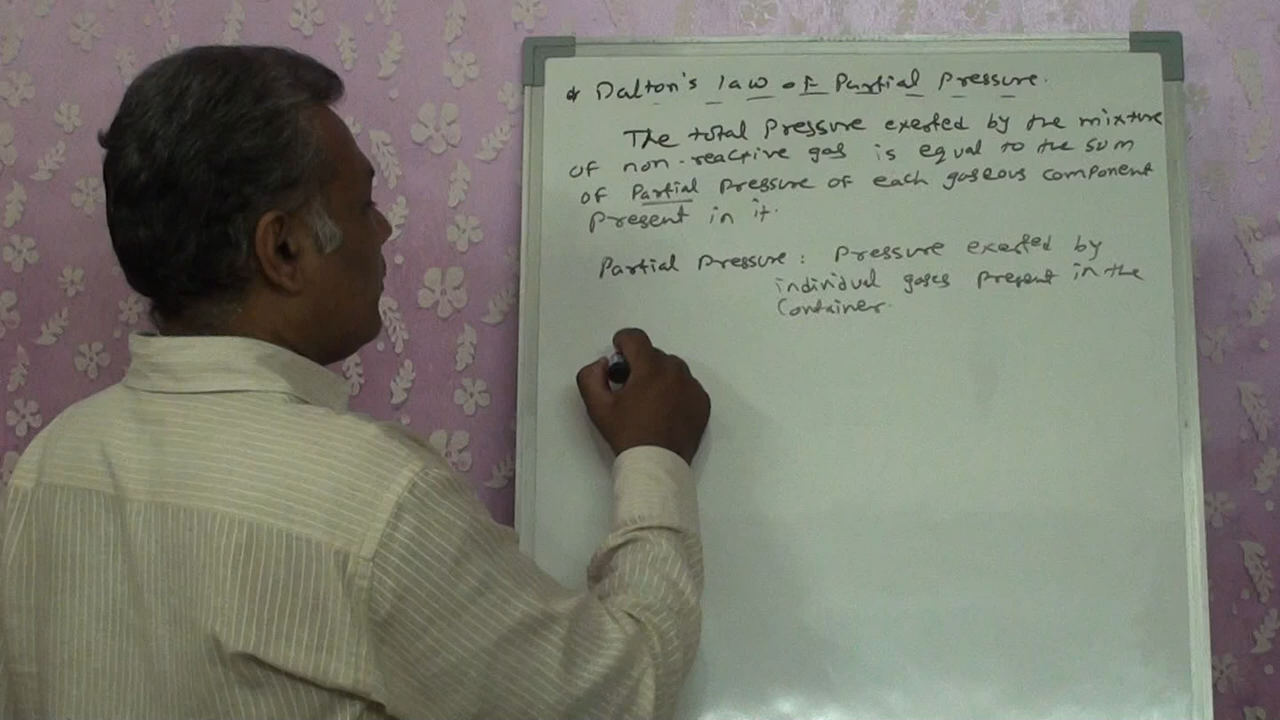 * Dalton's law of Partial Pressure.
The total Pressure exerted by the mixture
of non-reactive gas is equal to the sum
of Partial Pressure of each gaseous component
Present in it.
Partial Pressure : Pressure exerted by
individual gases present in the
Container.